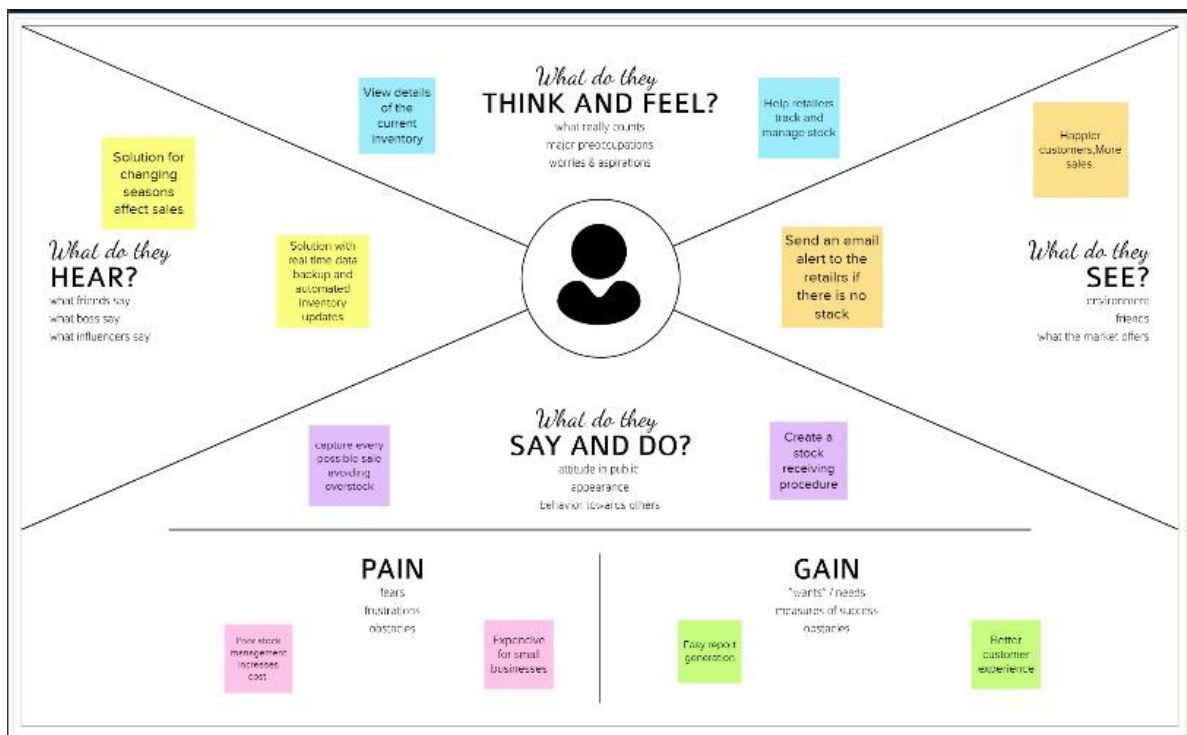 What do they
THINK AND FEEL?
what really counts
major preoccupations
worries & aspirations
View details
of the
current
inventory
Help retailers
track and
manage stock
What do they
HEAR?
what friends say
what boss say
what influencers say
Solution for
changing
seasons
affect sales
Solution with
real time data
backup and
automated
inventory
updates
What do they
SEE?
environment
friends
what the market offers
Happier
customers,More
sales.
Send an email
alert to the
retailrs if
there is no
stack
What do they
SAY AND DO?
attitude in public
appearance
behavior towards others
capture every
possible sale
avoiding
overstock
Create a
stock
receiving
procedure
PAIN
fears
frustrations
obstacles
Poor stock
management
increases
cost
Expencive
for small
businesses
GAIN
"wants" / needs
measures of success
obstacles
Easy report
generation
Better
customer
experience